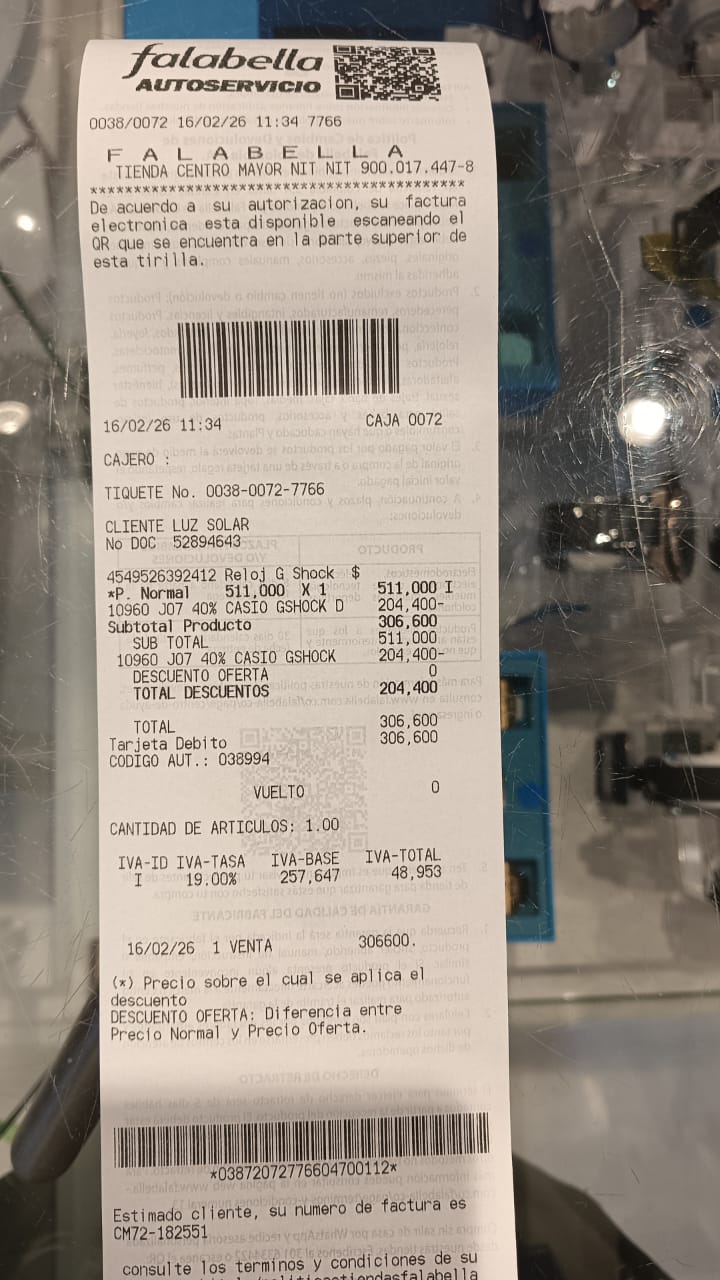 falabella
AUTOSERVICIO
0038/0072 16/02/26 11:34 7766
F A L A B E L L A
TIENDA CENTRO MAYOR NIT NIT 900.017.447-8
******************************************
De acuerdo a su autorizacion, su factura
electronica esta disponible escaneando el
QR que se encuentra en la parte superior de
esta tirilla.
16/02/26 11:34 CAJA 0072
CAJERO :
TIQUETE No. 0038-0072-7766
CLIENTE LUZ SOLAR
No DOC 52894643
4549526392412 Reloj G Shock $
*P. Normal 511,000 X 1 511,000 I
10960 J07 40% CASIO GSHOCK D 204,400-
Subtotal Producto 306,600
SUB TOTAL 511,000
10960 J07 40% CASIO GSHOCK 204,400-
DESCUENTO OFERTA 0
TOTAL DESCUENTOS 204,400
TOTAL 306,600
Tarjeta Debito 306,600
CODIGO AUT.: 038994
VUELTO 0
CANTIDAD DE ARTICULOS: 1.00
IVA-ID IVA-TASA IVA-BASE IVA-TOTAL
I 19.00% 257,647 48,953
16/02/26 1 VENTA 306600.
(*) Precio sobre el cual se aplica el
descuento
DESCUENTO OFERTA: Diferencia entre
Precio Normal y Precio Oferta.
*03872072776604700112*
Estimado cliente, su numero de factura es
CM72-182551
consulte los terminos y condiciones de su